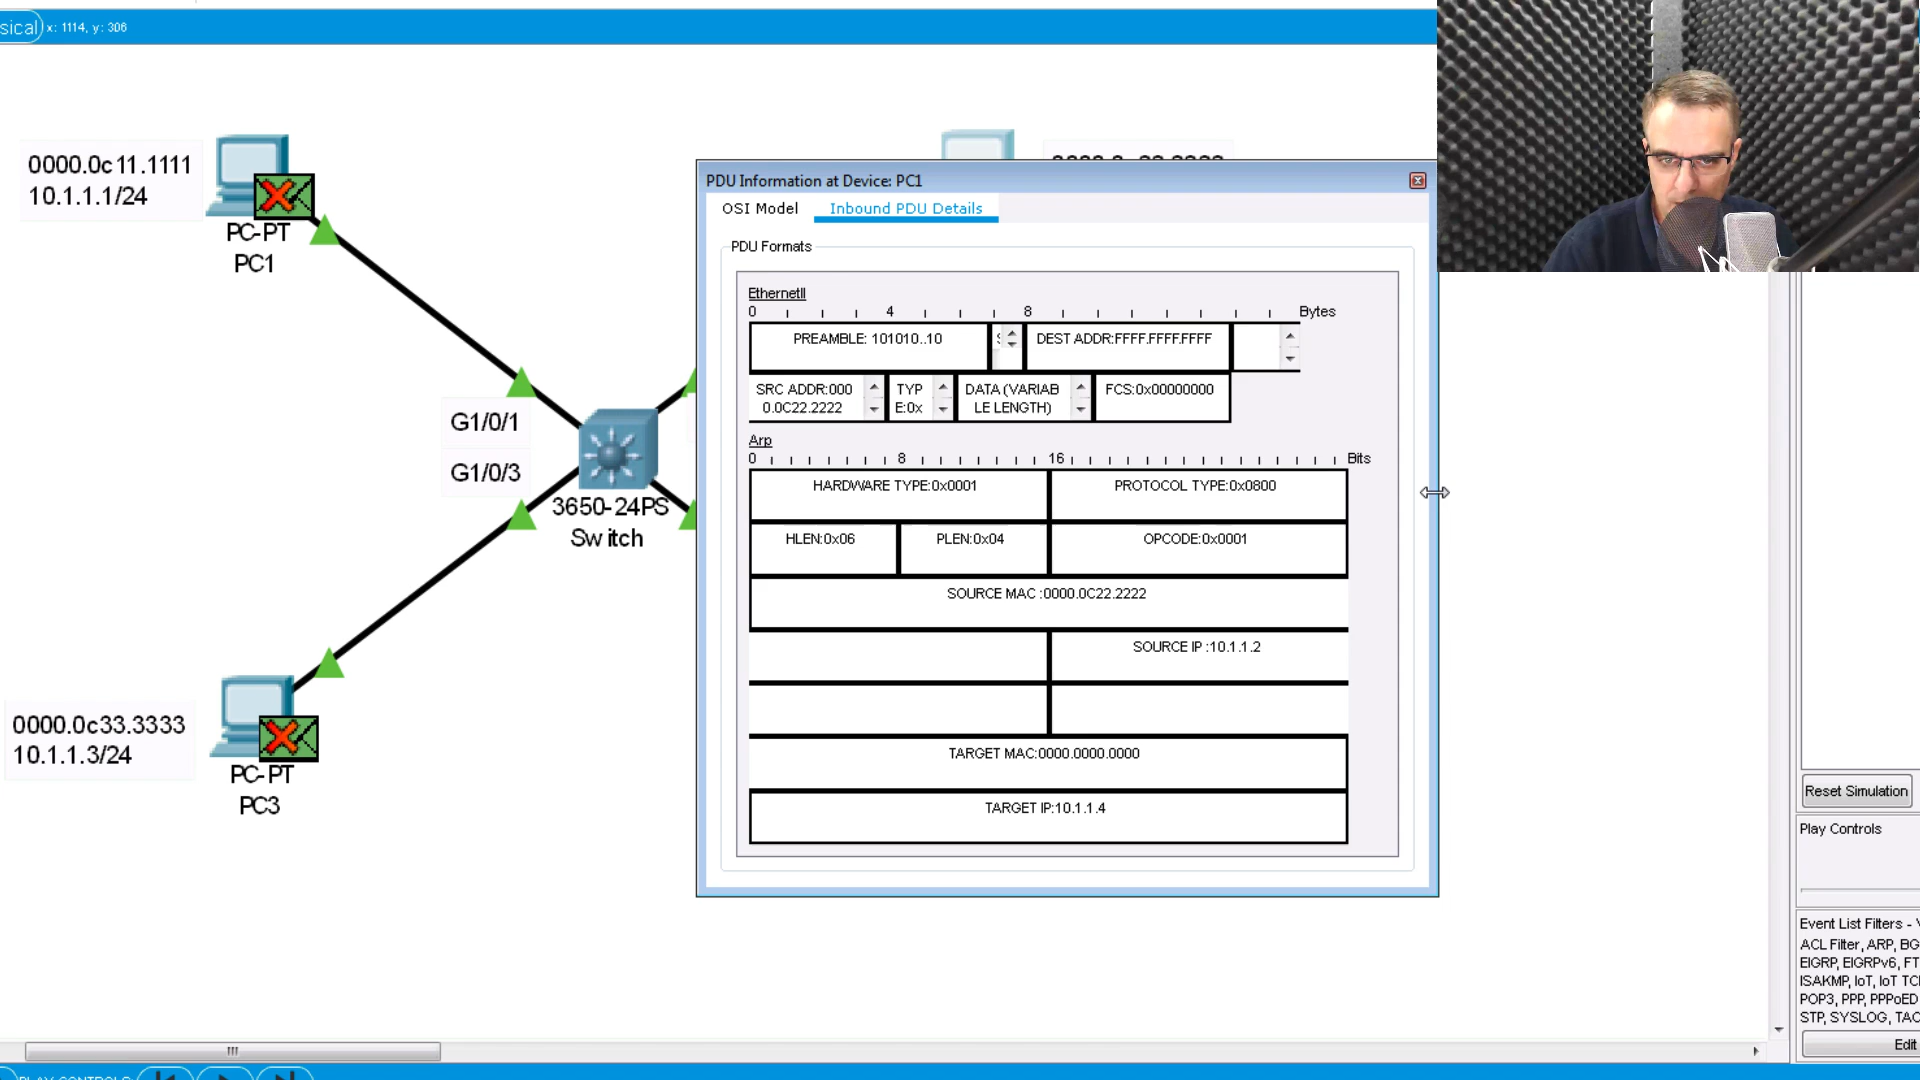 sical x: 1114, y: 306
0000.0c11.1111
10.1.1.1/24
PC-PT
PC1
G1/0/1
G1/0/3
3650-24PS
Switch
0000.0c33.3333
10.1.1.3/24
PC-PT
PC3
PDU Information at Device: PC1
OSI Model
Inbound PDU Details
PDU Formats
EthernetII
0 4 8 Bytes
PREAMBLE: 101010..10
DEST ADDR:FFFF.FFFF.FFFF
SRC ADDR:000
0.0C22.2222
TYP
E:0x
DATA (VARIAB
LE LENGTH)
FCS:0x00000000
Arp
0 8 16 Bits
HARDWARE TYPE:0x0001
PROTOCOL TYPE:0x0800
HLEN:0x06
PLEN:0x04
OPCODE:0x0001
SOURCE MAC :0000.0C22.2222
SOURCE IP :10.1.1.2
TARGET MAC:0000.0000.0000
TARGET IP:10.1.1.4
Reset Simulation
Play Controls
Event List Filters -
ACL Filter, ARP, BG
EIGRP, EIGRPv6, FT
ISAKMP, IoT, IoT TC
POP3, PPP, PPPoED
STP, SYSLOG, TAC
Edit
PLAY CONTROLS: